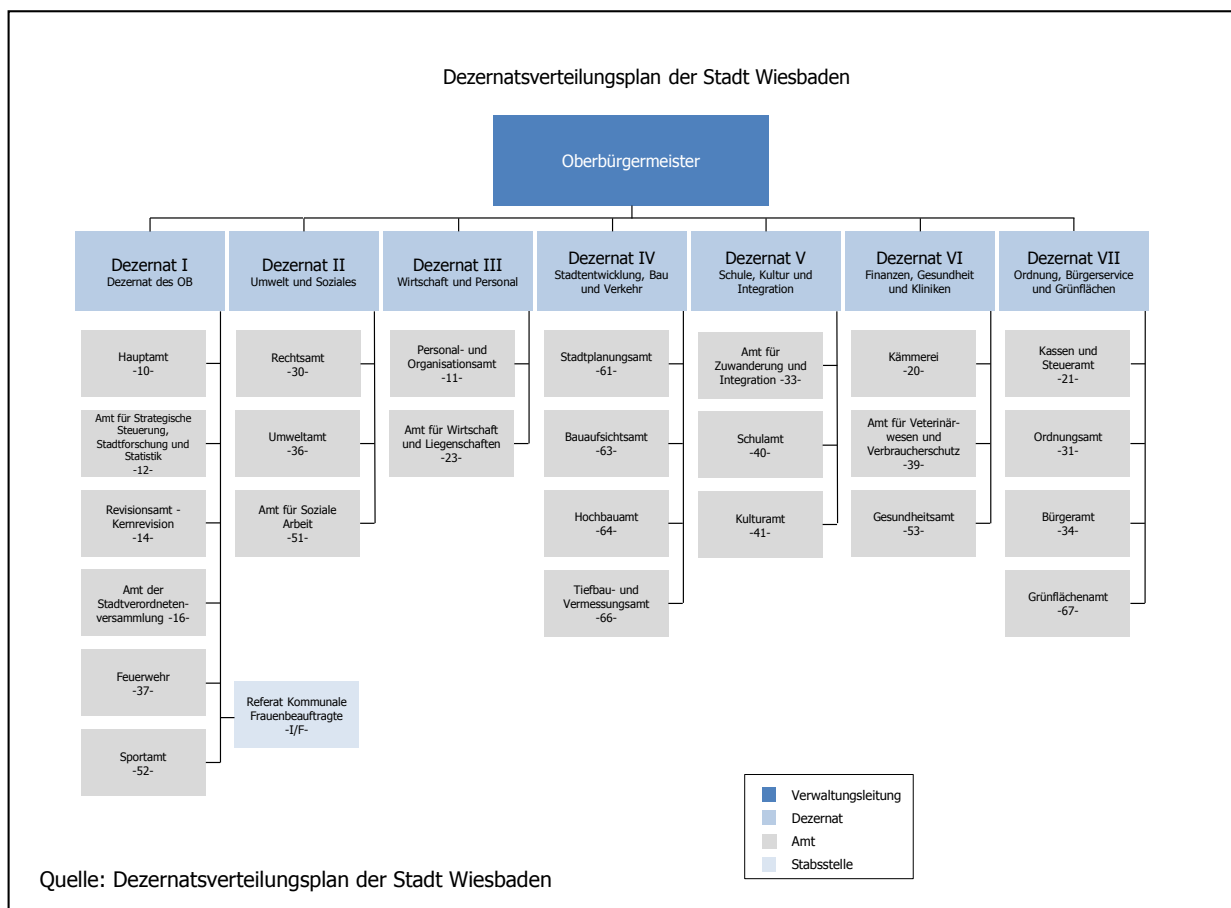 Dezernatsverteilungsplan der Stadt Wiesbaden
Oberbürgermeister
Dezernat I
Dezernat des OB
Hauptamt
-10-
Amt für Strategische
Steuerung,
Stadtforschung und
Statistik
-12-
Revisionsamt -
Kernrevision
-14-
Amt der
Stadtverordneten-
versammlung -16-
Feuerwehr
-37-
Sportamt
-52-
Referat Kommunale
Frauenbeauftragte
-I/F-
Dezernat II
Umwelt und Soziales
Rechtsamt
-30-
Umweltamt
-36-
Amt für Soziale
Arbeit
-51-
Dezernat III
Wirtschaft und Personal
Personal- und
Organisationsamt
-11-
Amt für Wirtschaft
und Liegenschaften
-23-
Dezernat IV
Stadtentwicklung, Bau
und Verkehr
Stadtplanungsamt
-61-
Bauaufsichtsamt
-63-
Hochbauamt
-64-
Tiefbau- und
Vermessungsamt
-66-
Dezernat V
Schule, Kultur und
Integration
Amt für
Zuwanderung und
Integration -33-
Schulamt
-40-
Kulturamt
-41-
Dezernat VI
Finanzen, Gesundheit
und Kliniken
Kämmerei
-20-
Amt für Veterinär-
wesen und
Verbraucherschutz
-39-
Gesundheitsamt
-53-
Dezernat VII
Ordnung, Bürgerservice
und Grünflächen
Kassen und
Steueramt
-21-
Ordnungsamt
-31-
Bürgeramt
-34-
Grünflächenamt
-67-
Verwaltungsleitung
Dezernat
Amt
Stabsstelle
Quelle: Dezernatsverteilungsplan der Stadt Wiesbaden